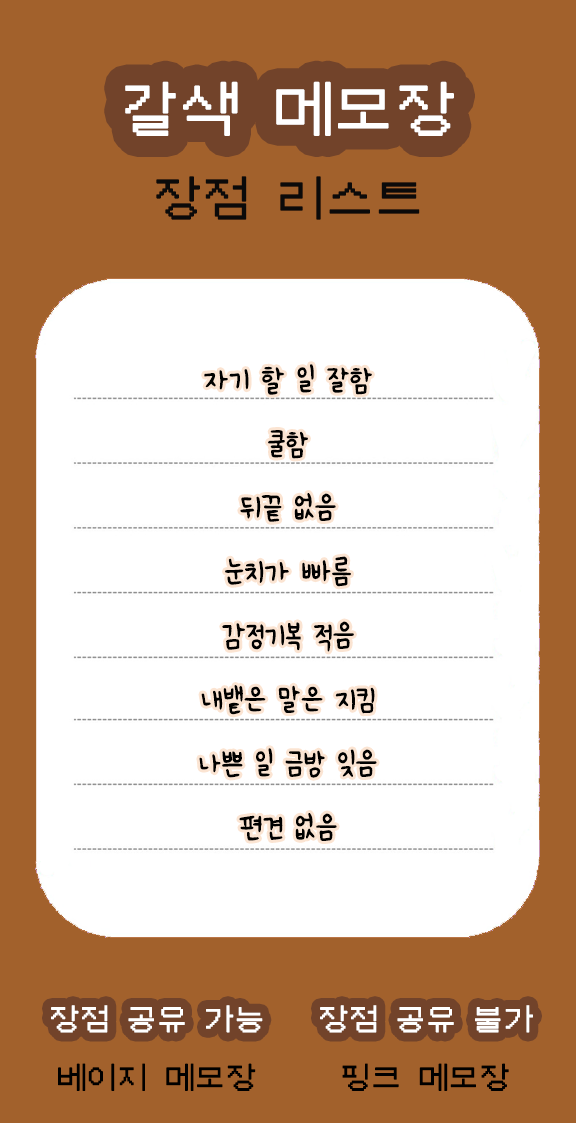 갈색 메모장
장점 리스트
자기 할 일 잘함
쿨함
뒤끝 없음
눈치가 빠름
감정기복 적음
내뱉은 말은 지킴
나쁜 일 금방 잊음
편견 없음
장점 공유 가능 장점 공유 불가
베이지 메모장 핑크 메모장